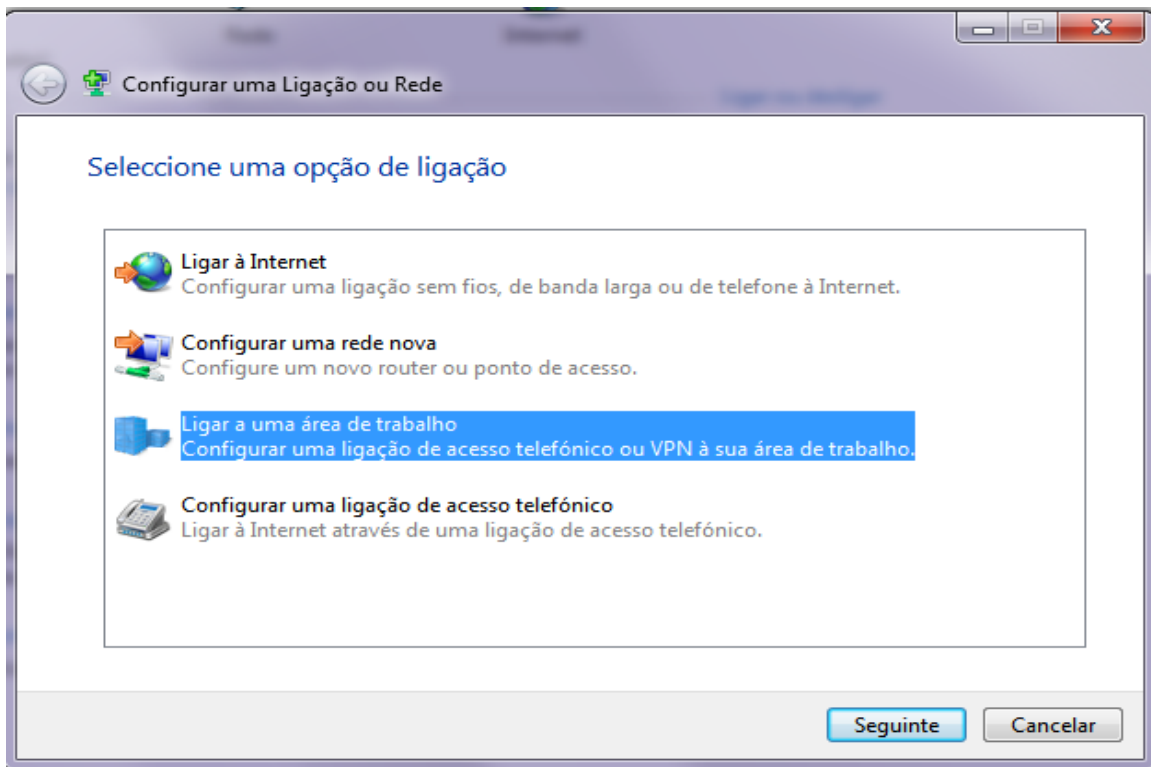 Configurar uma Ligação ou Rede
Seleccione uma opção de ligação
Ligar à Internet
Configurar uma ligação sem fios, de banda larga ou de telefone à Internet.
Configurar uma rede nova
Configure um novo router ou ponto de acesso.
Ligar a uma área de trabalho
Configurar uma ligação de acesso telefónico ou VPN à sua área de trabalho.
Configurar uma ligação de acesso telefónico
Ligar à Internet através de uma ligação de acesso telefónico.
Seguinte
Cancelar